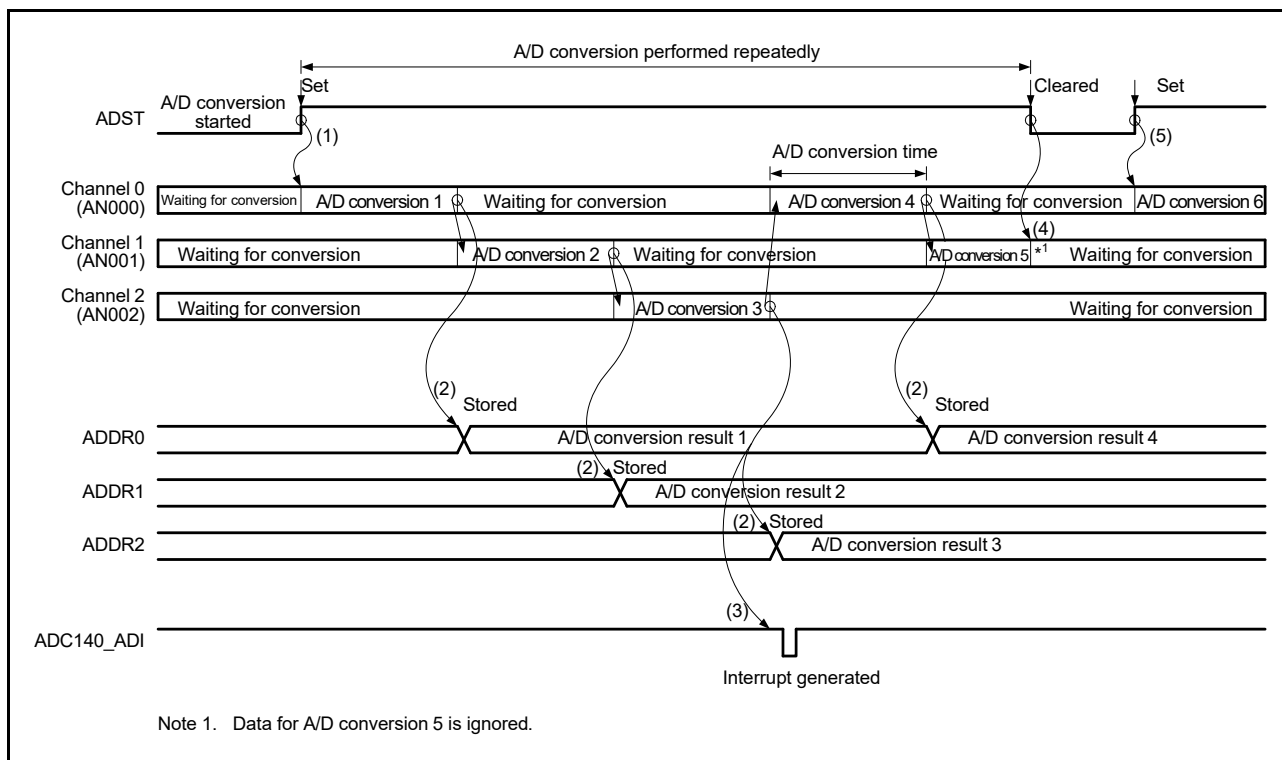 A/D conversion performed repeatedly
Set
Cleared
Set
A/D conversion
started
ADST
(1)
(5)
A/D conversion time
Channel 0
(AN000)
Waiting for conversion
A/D conversion 1
Waiting for conversion
A/D conversion 4
Waiting for conversion
A/D conversion 6
(4)
Channel 1
(AN001)
Waiting for conversion
A/D conversion 2
Waiting for conversion
A/D conversion 5
*1
Waiting for conversion
Channel 2
(AN002)
Waiting for conversion
A/D conversion 3
Waiting for conversion
(2)
Stored
(2)
Stored
ADDR0
A/D conversion result 1
A/D conversion result 4
(2)
Stored
ADDR1
A/D conversion result 2
(2)
Stored
ADDR2
A/D conversion result 3
(3)
ADC140_ADI
Interrupt generated
Note 1. Data for A/D conversion 5 is ignored.